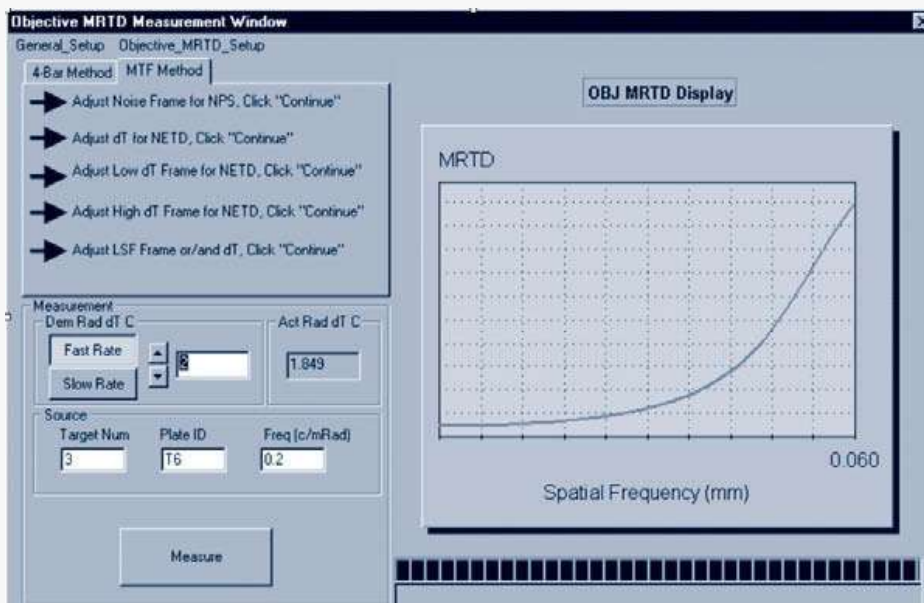 Objective MRTD Measurement Window
General_Setup Objective_MRTD_Setup
4-Bar Method MTF Method
Adjust Noise Frame for NPS, Click "Continue"
Adjust dT for NETD, Click "Continue"
Adjust Low dT Frame for NETD, Click "Continue"
Adjust High dT Frame for NETD, Click "Continue"
Adjust LSF Frame or/and dT, Click "Continue"
Measurement
Dem Rad dT C
Fast Rate
Slow Rate
2
Act Rad dT C
1.849
Source
Target Num Plate ID Freq (c/mRad)
3 T6 0.2
Measure
OBJ MRTD Display
MRTD
0.060
Spatial Frequency (mm)